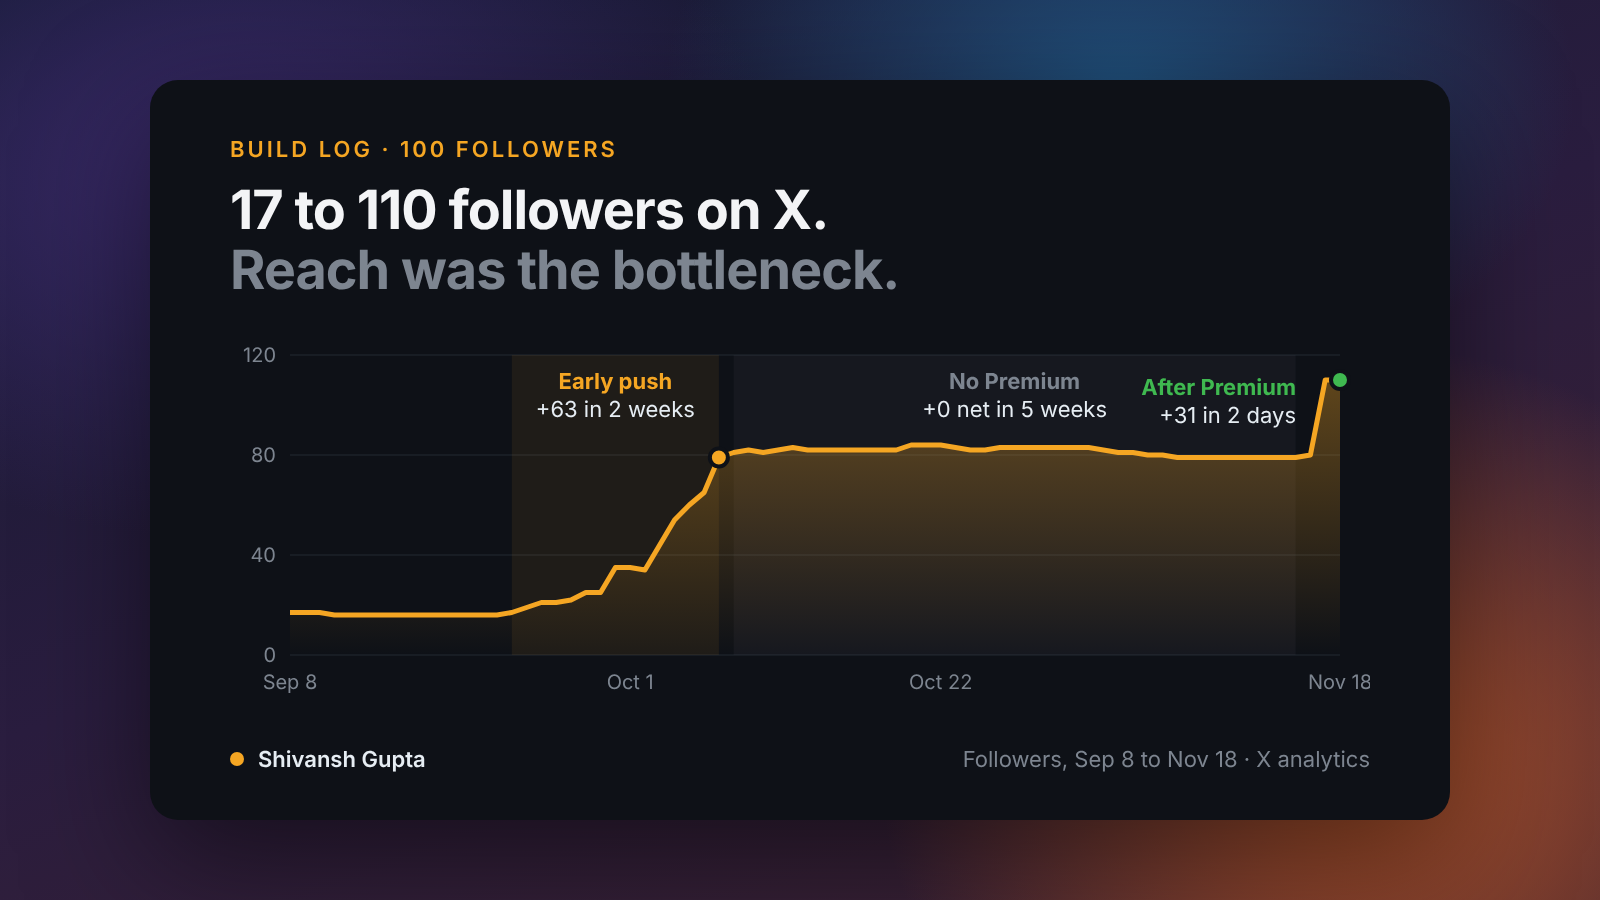 BUILD LOG · 100 FOLLOWERS
17 to 110 followers on X.
Reach was the bottleneck.
120
Early push
+63 in 2 weeks
No Premium
+0 net in 5 weeks
After Premium
+31 in 2 days
80
40
0
Sep 8
Oct 1
Oct 22
Nov 18
Shivansh Gupta
Followers, Sep 8 to Nov 18 · X analytics